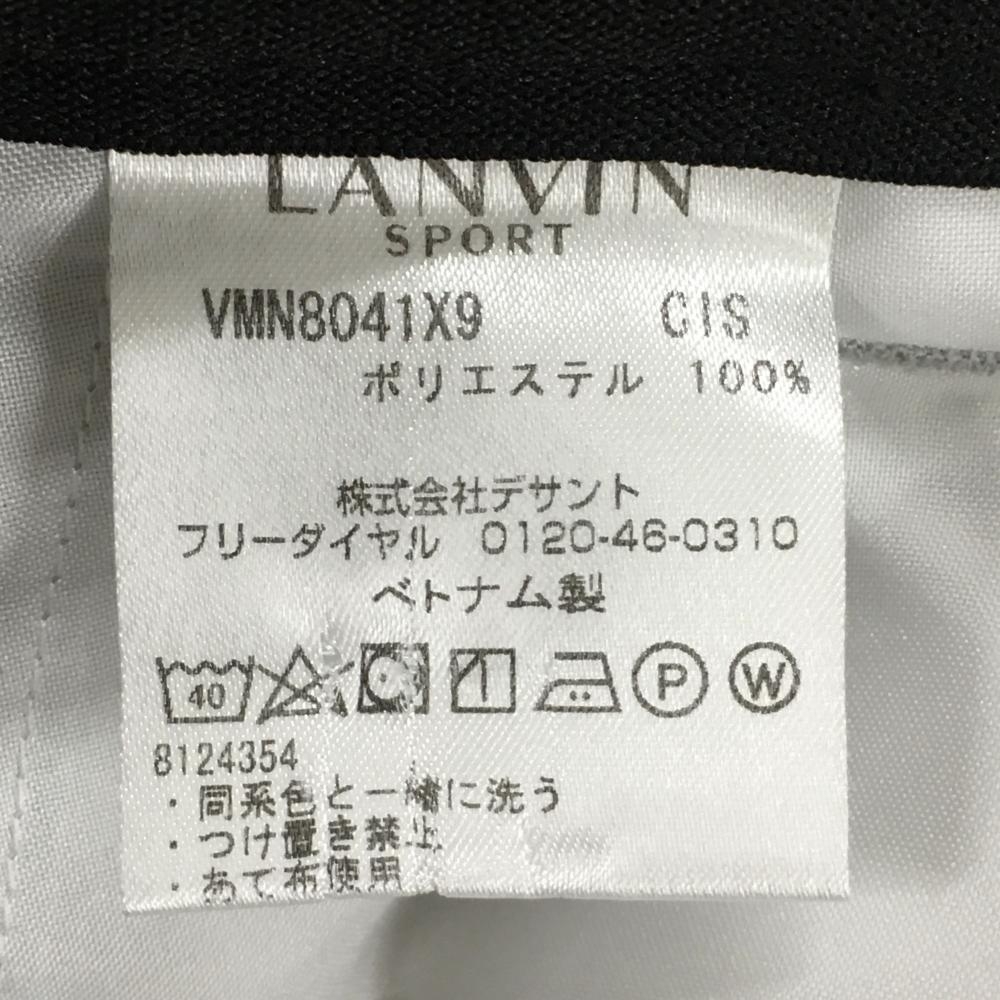 LANVIN
SPORT
VMN8041X9 CIS
ポリエステル 100%
株式会社デサント
フリーダイヤル 0120-46-0310
ベトナム製
40 P W
8124354
・同系色と一緒に洗う
・つけ置き禁止
・あて布使用